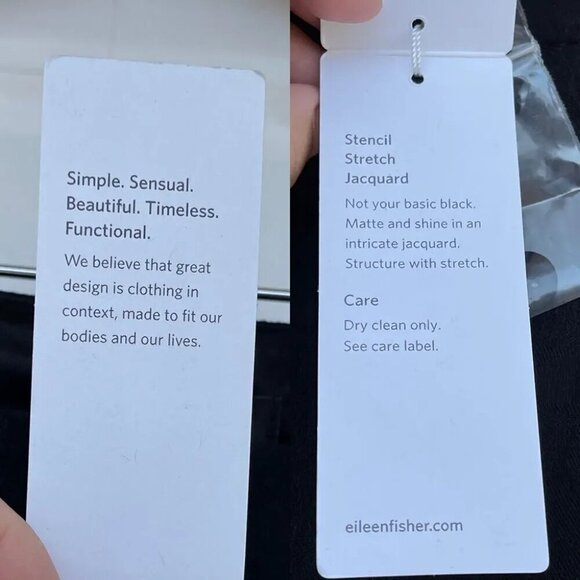 Simple. Sensual.
Beautiful. Timeless.
Functional.
We believe that great
design is clothing in
context, made to fit our
bodies and our lives.
Stencil
Stretch
Jacquard
Not your basic black.
Matte and shine in an
intricate jacquard.
Structure with stretch.
Care
Dry clean only.
See care label.
eileenfisher.com